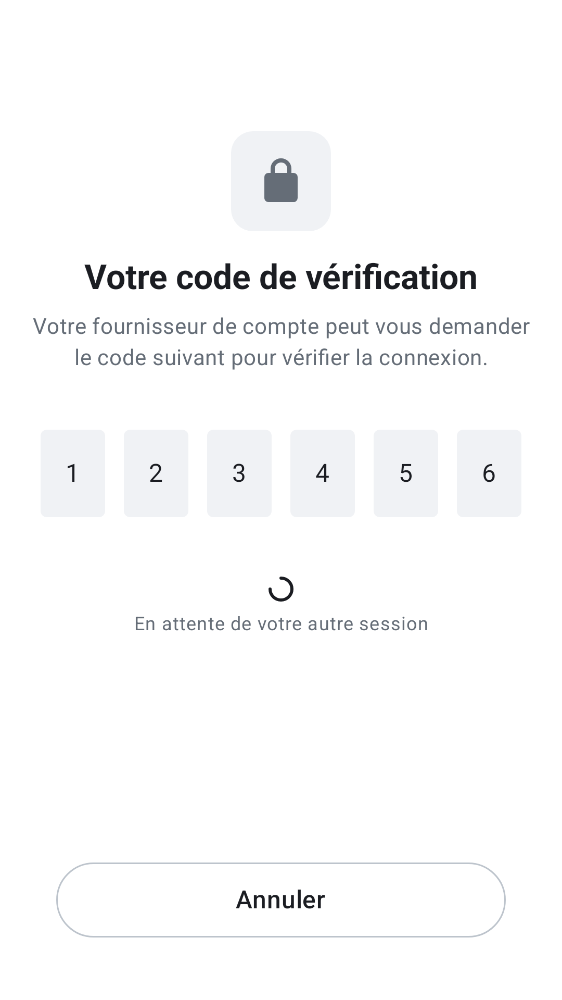 Votre code de vérification
Votre fournisseur de compte peut vous demander
le code suivant pour vérifier la connexion.
1 2 3 4 5 6
En attente de votre autre session
Annuler